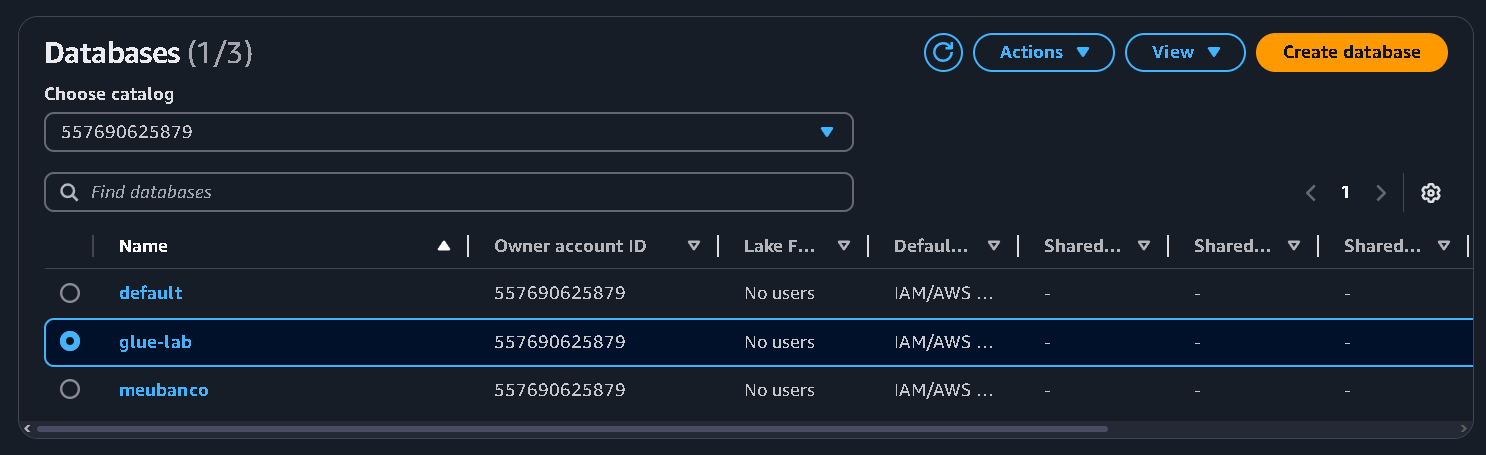 Databases (1/3) Actions View Create database
Choose catalog
557690625879
Find databases 1
Name Owner account ID Lake F... Defaul... Shared... Shared... Shared...
default 557690625879 No users IAM/AWS ... - - -
glue-lab 557690625879 No users IAM/AWS ... - - -
meubanco 557690625879 No users IAM/AWS ... - - -